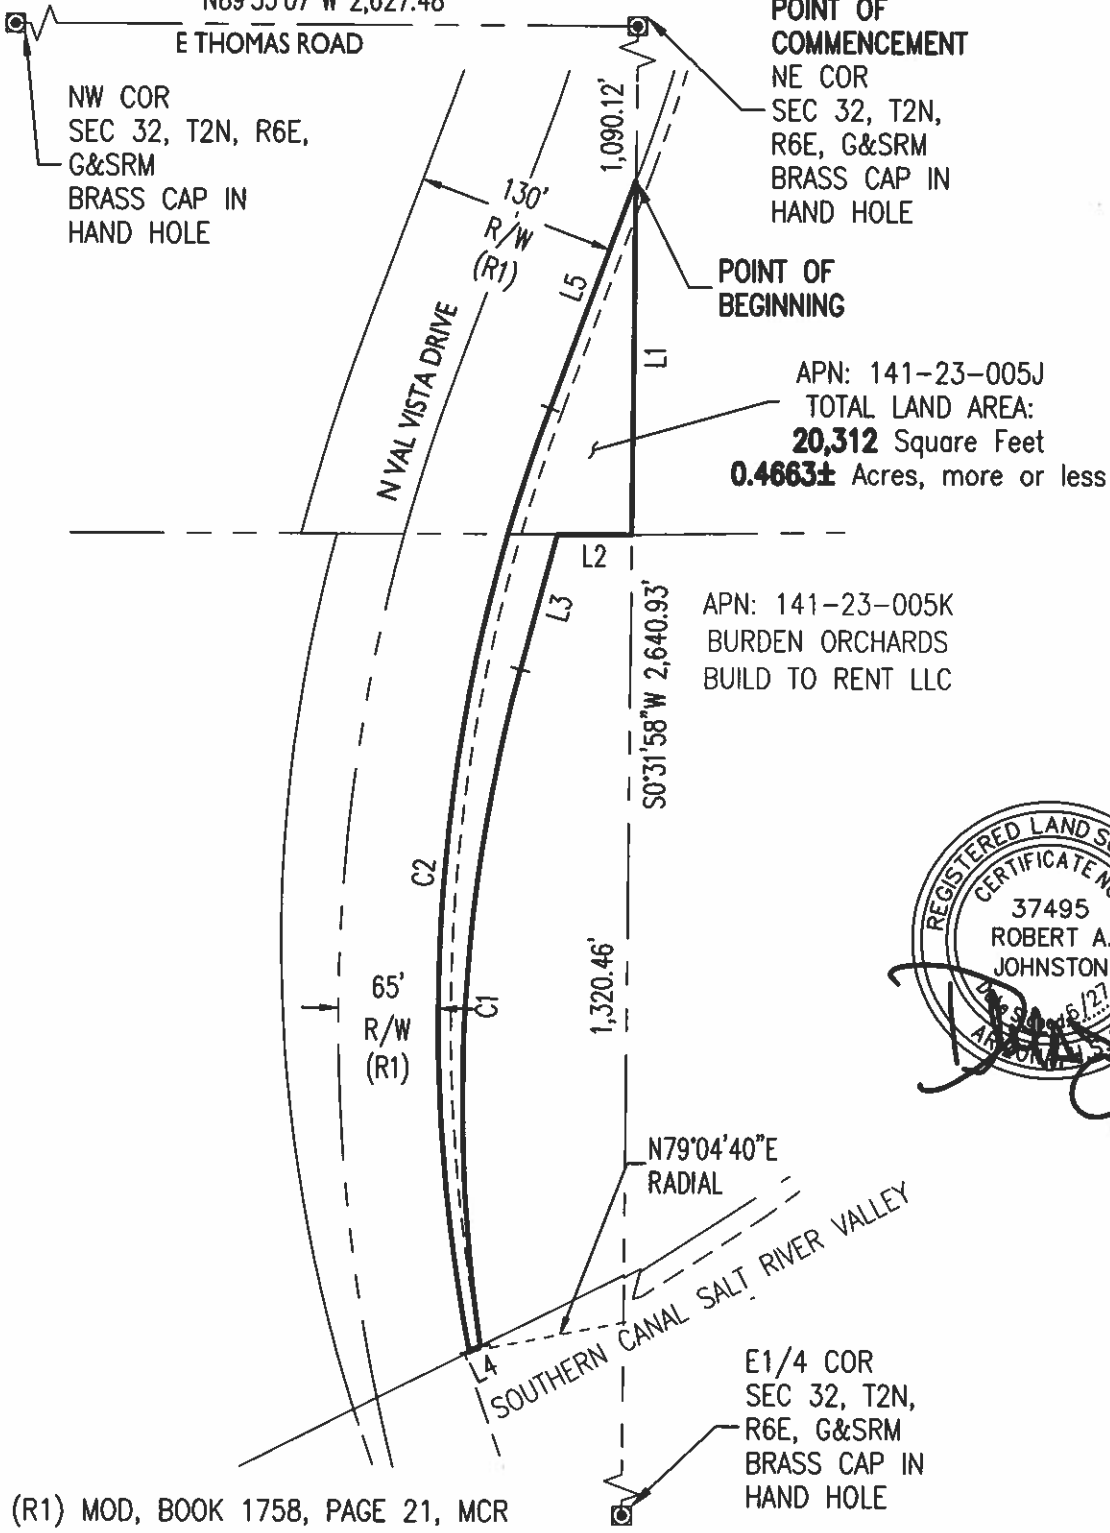 N89°55'07"W 2,627.48'
E THOMAS ROAD
POINT OF
COMMENCEMENT
NE COR
SEC 32, T2N,
R6E, G&SRM
BRASS CAP IN
HAND HOLE
NW COR
SEC 32, T2N, R6E,
G&SRM
BRASS CAP IN
HAND HOLE
1,090.12'
130'
R/W
(R1)
L5
POINT OF
BEGINNING
L1
N VAL VISTA DRIVE
APN: 141-23-005J
TOTAL LAND AREA:
20,312 Square Feet
0.4663± Acres, more or less
L2
L3
APN: 141-23-005K
BURDEN ORCHARDS
BUILD TO RENT LLC
S0°31'58"W 2,640.93'
C2
REGISTERED LAND
CERTIFICATE
37495
ROBERT A.
JOHNSTON
65'
R/W
(R1)
C1
1,320.46'
N79°04'40"E
RADIAL
L4
SOUTHERN CANAL SALT RIVER VALLEY
E1/4 COR
SEC 32, T2N,
R6E, G&SRM
BRASS CAP IN
HAND HOLE
(R1) MOD, BOOK 1758, PAGE 21, MCR